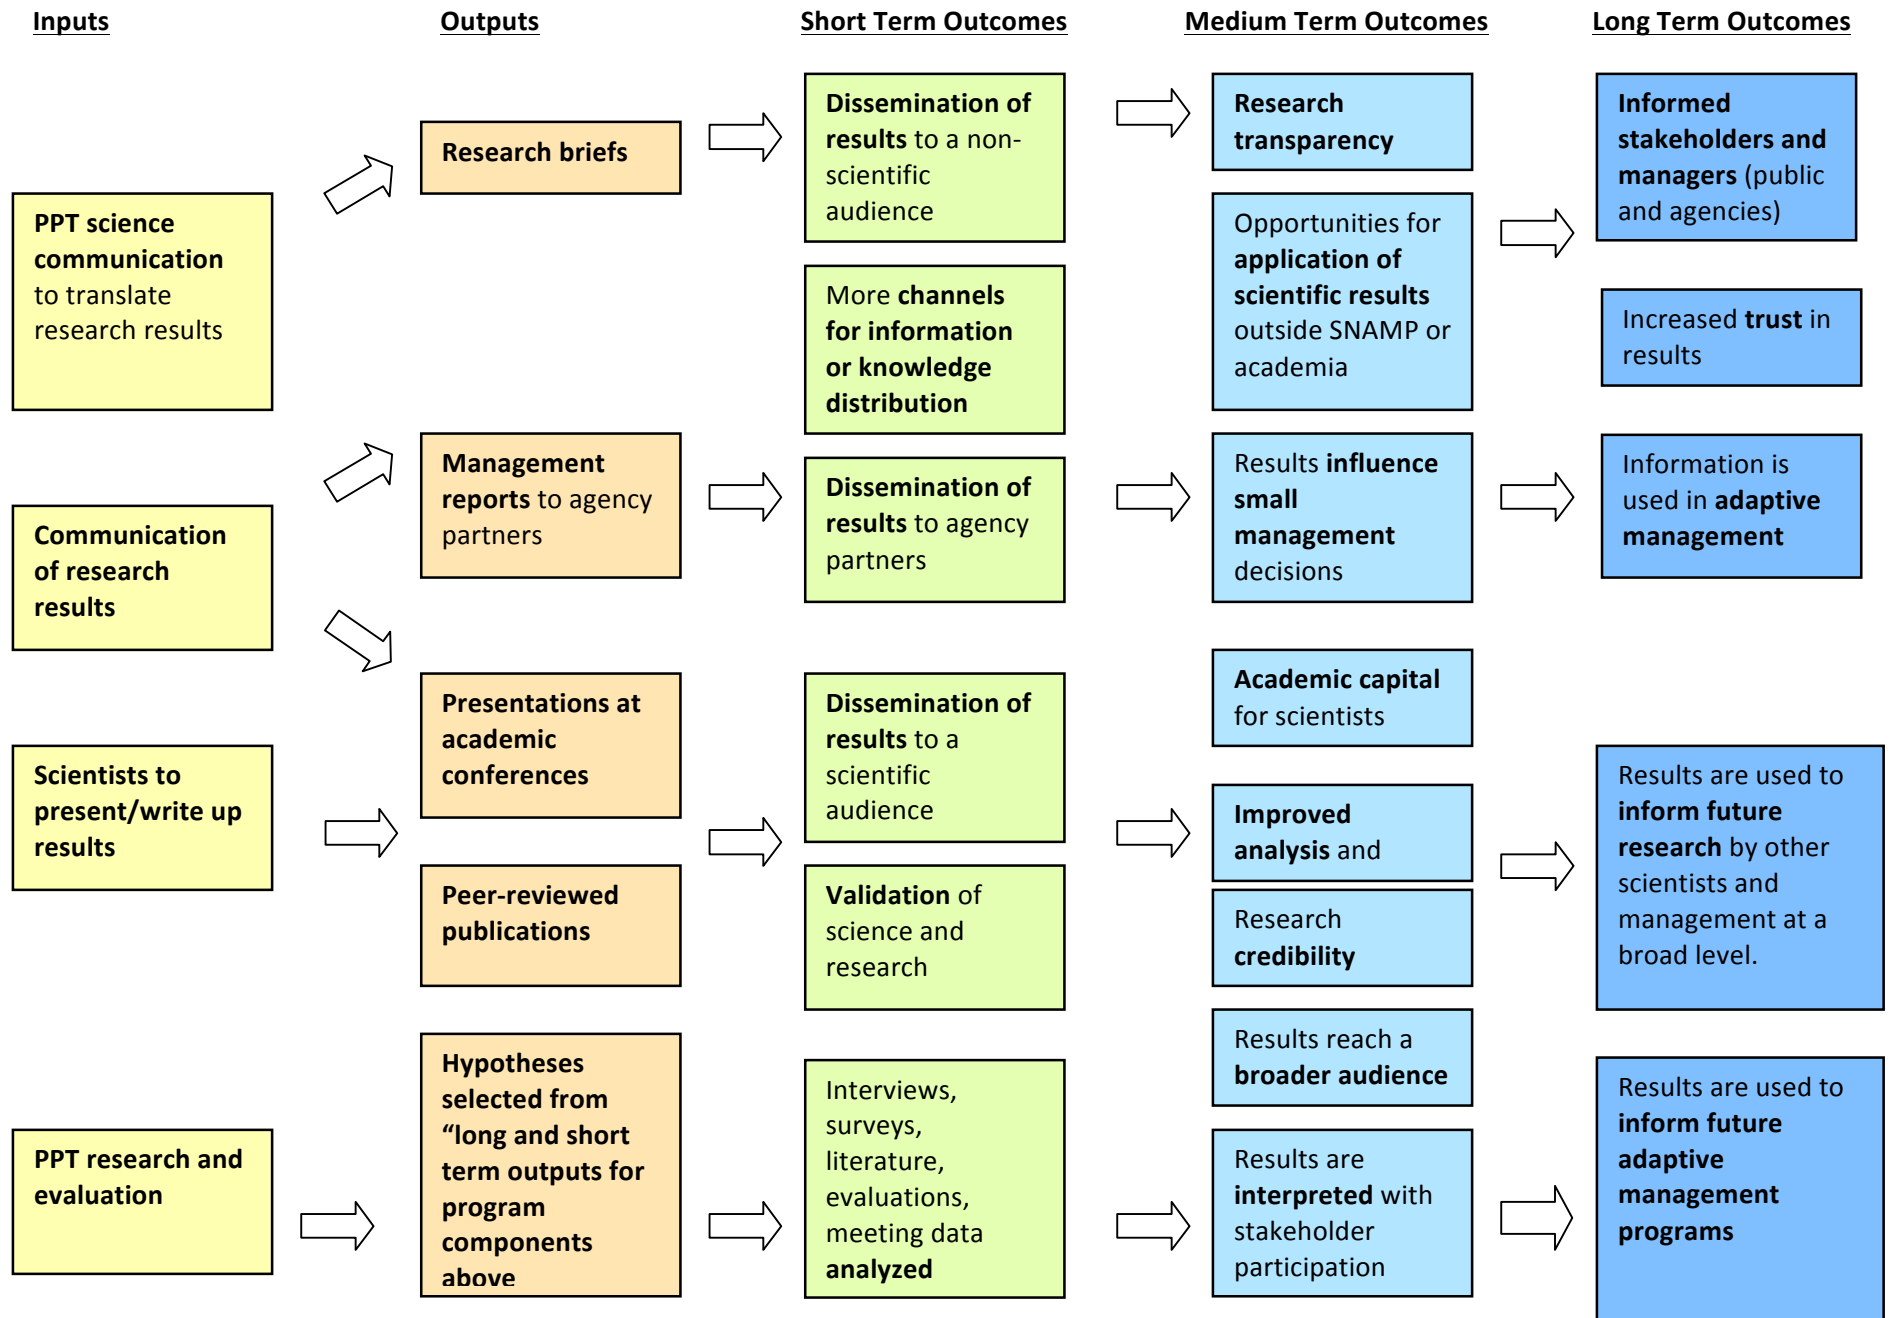 Inputs
Outputs
Short Term Outcomes
Medium Term Outcomes
Long Term Outcomes
PPT science
communication
to translate
research results
Communication
of research
results
Scientists to
present/write up
results
PPT research and
evaluation
Research briefs
Management
reports to agency
partners
Presentations at
academic
conferences
Peer-reviewed
publications
Hypotheses
selected from
“long and short
term outputs for
program
components
above
Dissemination of
results to a non-
scientific
audience
More channels
for information
or knowledge
distribution
Dissemination of
results to agency
partners
Dissemination of
results to a
scientific
audience
Validation of
science and
research
Interviews,
surveys,
literature,
evaluations,
meeting data
analyzed
Research
transparency
Opportunities for
application of
scientific results
outside SNAMP or
academia
Results influence
small
management
decisions
Academic capital
for scientists
Improved
analysis and
Research
credibility
Results reach a
broader audience
Results are
interpreted with
stakeholder
participation
Informed
stakeholders and
managers (public
and agencies)
Increased trust in
results
Information is
used in adaptive
management
Results are used to
inform future
research by other
scientists and
management at a
broad level.
Results are used to
inform future
adaptive
management
programs